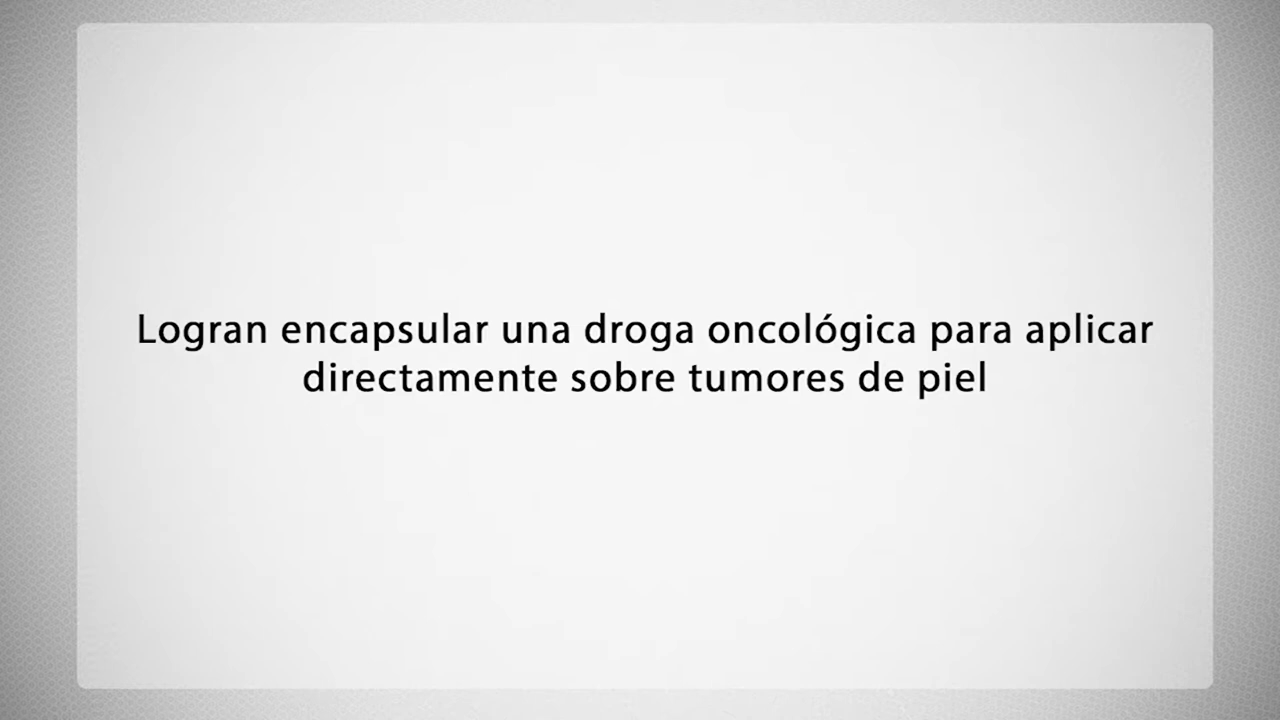 Logran encapsular una droga oncológica para aplicar
directamente sobre tumores de piel